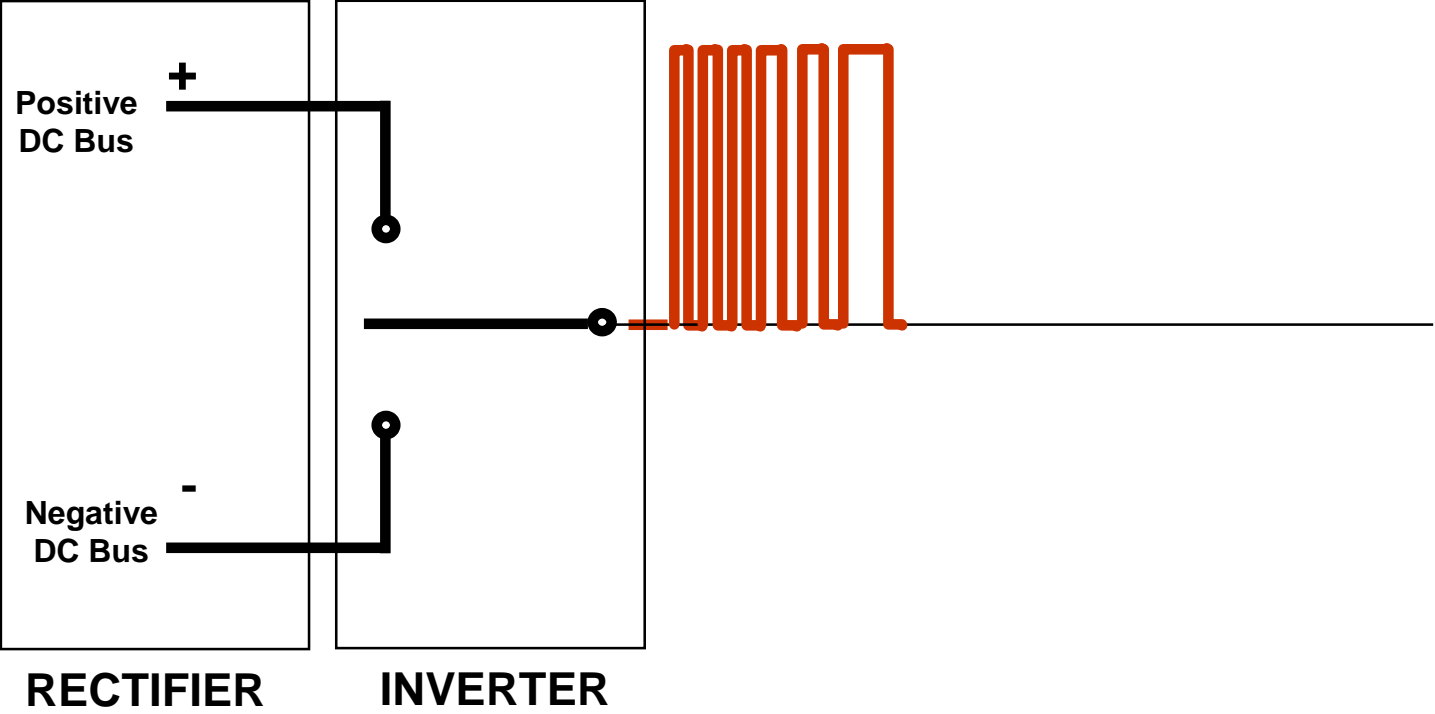 +
Positive
DC Bus
-
Negative
DC Bus
RECTIFIER
INVERTER